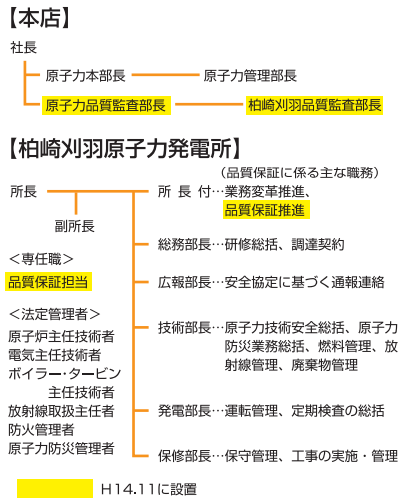 【本店】
社長
原子力本部長 原子力管理部長
原子力品質監査部長 柏崎刈羽品質監査部長
【柏崎刈羽原子力発電所】
（品質保証に係る主な職務）
所長 所長付…業務変革推進、
品質保証推進
副所長
総務部長…研修総括、調達契約
＜専任職＞
品質保証担当
広報部長…安全協定に基づく通報連絡
＜法定管理者＞
原子炉主任技術者
電気主任技術者
ボイラー・タービン
主任技術者
放射線取扱主任者
防火管理者
原子力防災管理者
技術部長…原子力技術安全総括、原子力
防災業務総括、燃料管理、放
射線管理、廃棄物管理
発電部長…運転管理、定期検査の総括
保修部長…保守管理、工事の実施・管理
H14.11に設置